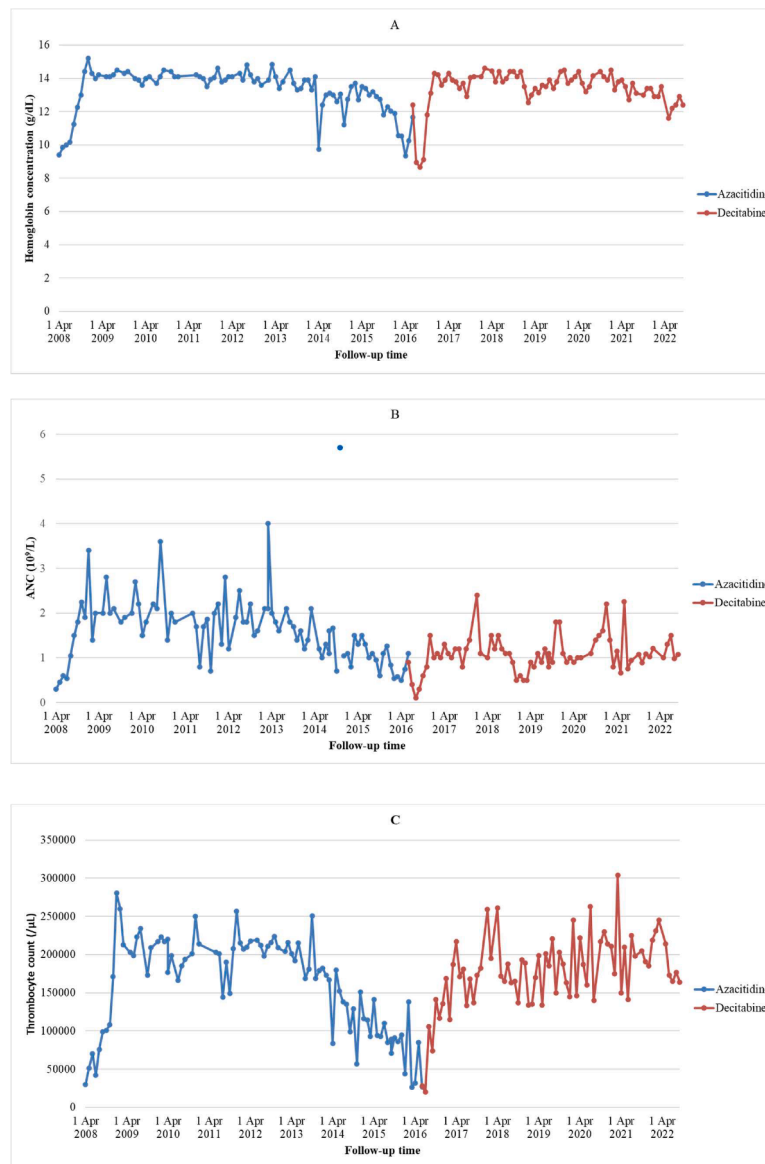 A
Hemoglobin concentration (g/dL)
16
14
12
10
8
6
4
2
0
1 Apr 1 Apr 1 Apr 1 Apr 1 Apr 1 Apr 1 Apr 1 Apr 1 Apr 1 Apr 1 Apr 1 Apr 1 Apr 1 Apr 1 Apr
2008 2009 2010 2011 2012 2013 2014 2015 2016 2017 2018 2019 2020 2021 2022
Follow-up time
Azacitidine
Decitabine
B
ANC (10⁹/L)
6
5
4
3
2
1
0
1 Apr 1 Apr 1 Apr 1 Apr 1 Apr 1 Apr 1 Apr 1 Apr 1 Apr 1 Apr 1 Apr 1 Apr 1 Apr 1 Apr 1 Apr
2008 2009 2010 2011 2012 2013 2014 2015 2016 2017 2018 2019 2020 2021 2022
Follow-up time
Azacitidine
Decitabine
C
Thrombocyte count (/µL)
350000
300000
250000
200000
150000
100000
50000
0
1 Apr 1 Apr 1 Apr 1 Apr 1 Apr 1 Apr 1 Apr 1 Apr 1 Apr 1 Apr 1 Apr 1 Apr 1 Apr 1 Apr 1 Apr
2008 2009 2010 2011 2012 2013 2014 2015 2016 2017 2018 2019 2020 2021 2022
Follow-up time
Azacitidine
Decitabine